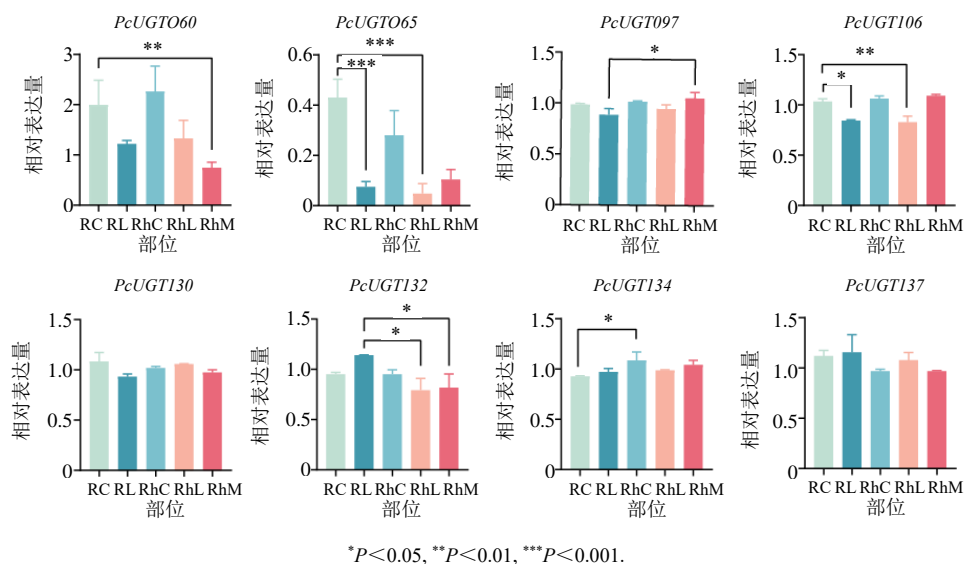 PcUGTO60 PcUGTO65 PcUGT097 PcUGT106
相对表达量 3 2 1 0 **
RC RL RhC RhL RhM
部位
相对表达量 0.6 0.4 0.2 0 *** ***
RC RL RhC RhL RhM
部位
相对表达量 1.5 1.0 0.5 0 *
RC RL RhC RhL RhM
部位
相对表达量 1.5 1.0 0.5 0 ** *
RC RL RhC RhL RhM
部位
PcUGT130 PcUGT132 PcUGT134 PcUGT137
相对表达量 1.5 1.0 0.5 0
RC RL RhC RhL RhM
部位
相对表达量 1.5 1.0 0.5 0 * *
RC RL RhC RhL RhM
部位
相对表达量 1.5 1.0 0.5 0 *
RC RL RhC RhL RhM
部位
相对表达量 1.5 1.0 0.5 0
RC RL RhC RhL RhM
部位
*P<0.05, **P<0.01, ***P<0.001.